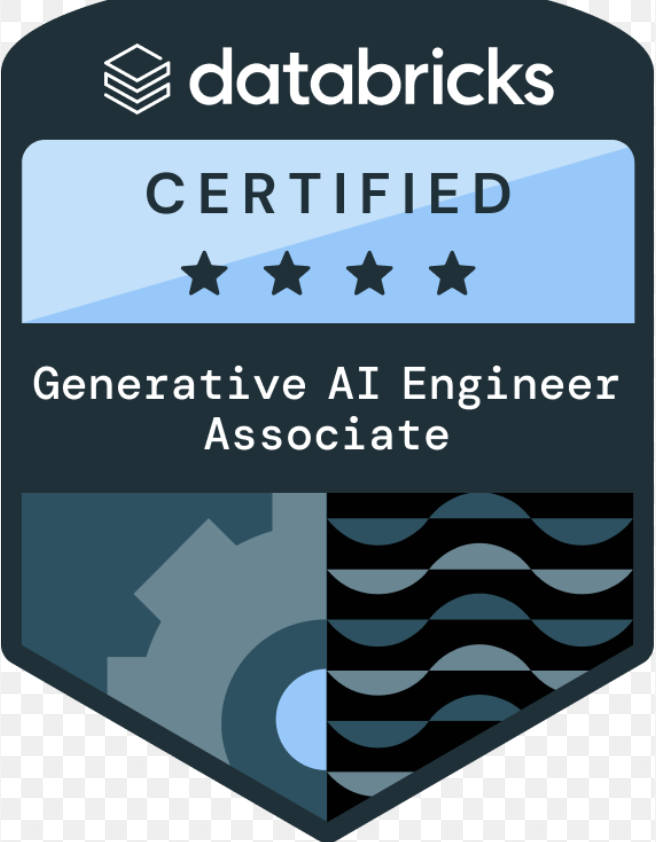 databricks
CERTIFIED
Generative AI Engineer
Associate